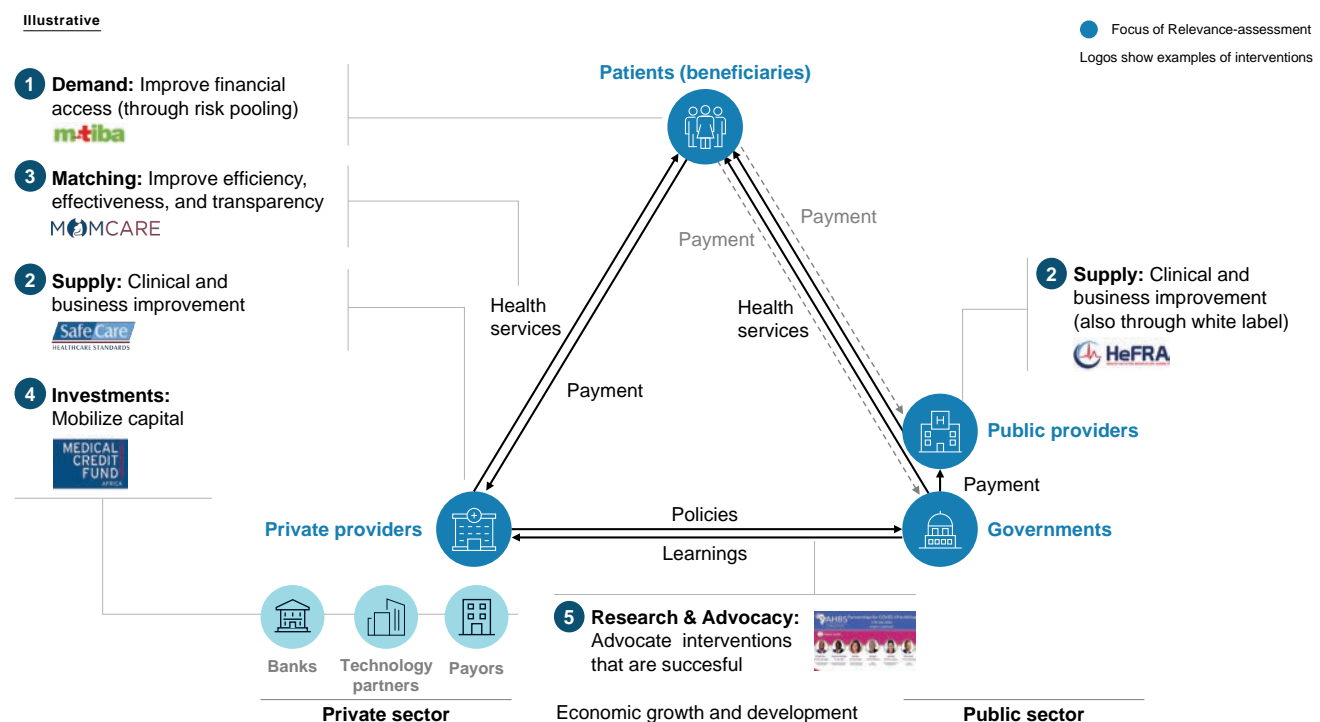 Illustrative
Focus of Relevance-assessment
Logos show examples of interventions
1 Demand: Improve financial
access (through risk pooling)
m-tiba
3 Matching: Improve efficiency,
effectiveness, and transparency
MOMCARE
2 Supply: Clinical and
business improvement
SafeCare
HEALTHCARE STANDARDS
4 Investments:
Mobilize capital
MEDICAL
CREDIT
FUND
AFRICA
Patients (beneficiaries)
Payment
Payment
Health
services
Health
services
Payment
2 Supply: Clinical and
business improvement
(also through white label)
HeFRA
H
Public providers
Payment
Private providers
Policies
Learnings
Governments
Banks
Technology
partners
Payors
5 Research & Advocacy:
Advocate interventions
that are succesful
AHBS
Private sector
Economic growth and development
Public sector